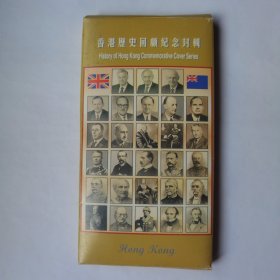 香港歷史回顧紀念封輯
History of Hong Kong Commemorative Cover Series
Hong Kong